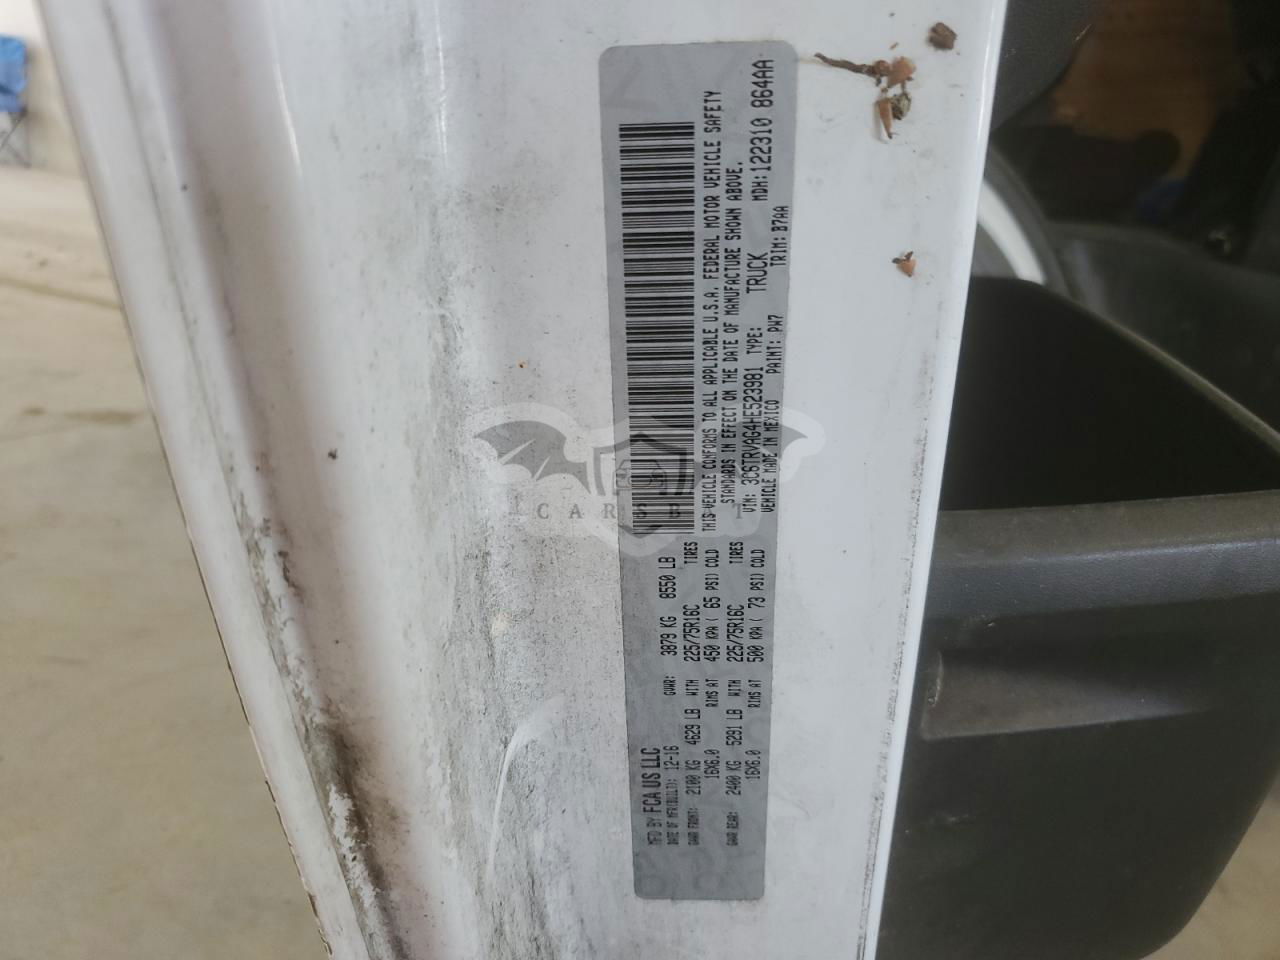 MFD BY FCA US LLC
DATE OF MFR(BUILT): 12-16 GVWR: 3879 KG 8550 LB
GAWR FRONT: 2100 KG 4629 LB WITH 225/75R16C TIRES
16X6.0 RIMS AT 450 KPA( 65 PSI) COLD
GAWR REAR: 2400 KG 5291 LB WITH 225/75R16C TIRES
16X6.0 RIMS AT 500 KPA( 73 PSI) COLD
THIS VEHICLE CONFORMS TO ALL APPLICABLE U.S.A. FEDERAL MOTOR VEHICLE SAFETY
STANDARDS IN EFFECT ON THE DATE OF MANUFACTURE SHOWN ABOVE.
VIN: 3C6TRVAG4HE523981 TYPE: TRUCK MDH:122310 864AA
VEHICLE MADE IN MEXICO PAINT: PW7 TRIM: B7AA
CARSB T